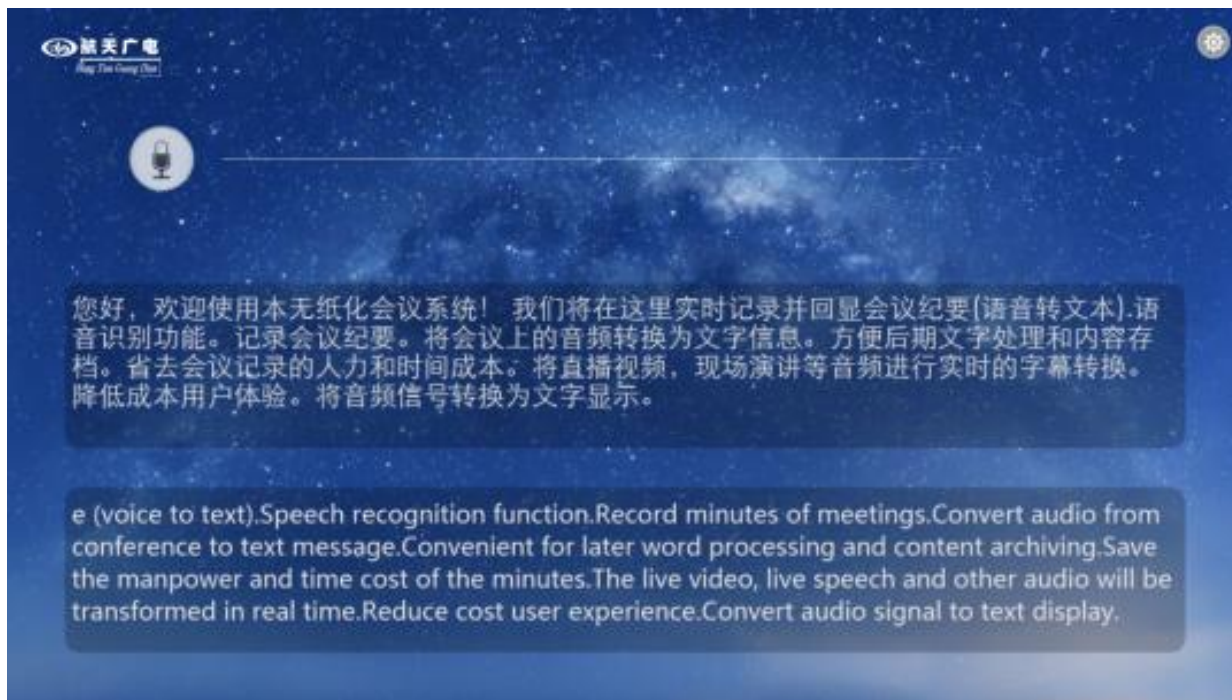 航天广电
Hang Tian Guang Dian
您好，欢迎使用本无纸化会议系统！ 我们将在这里实时记录并回显会议纪要(语音转文本).语
音识别功能。记录会议纪要。将会议上的音频转换为文字信息。方便后期文字处理和内容存
档。省去会议记录的人力和时间成本。将直播视频，现场演讲等音频进行实时的字幕转换。
降低成本用户体验。将音频信号转换为文字显示。
e (voice to text).Speech recognition function.Record minutes of meetings.Convert audio from
conference to text message.Convenient for later word processing and content archiving.Save
the manpower and time cost of the minutes.The live video, live speech and other audio will be
transformed in real time.Reduce cost user experience.Convert audio signal to text display.